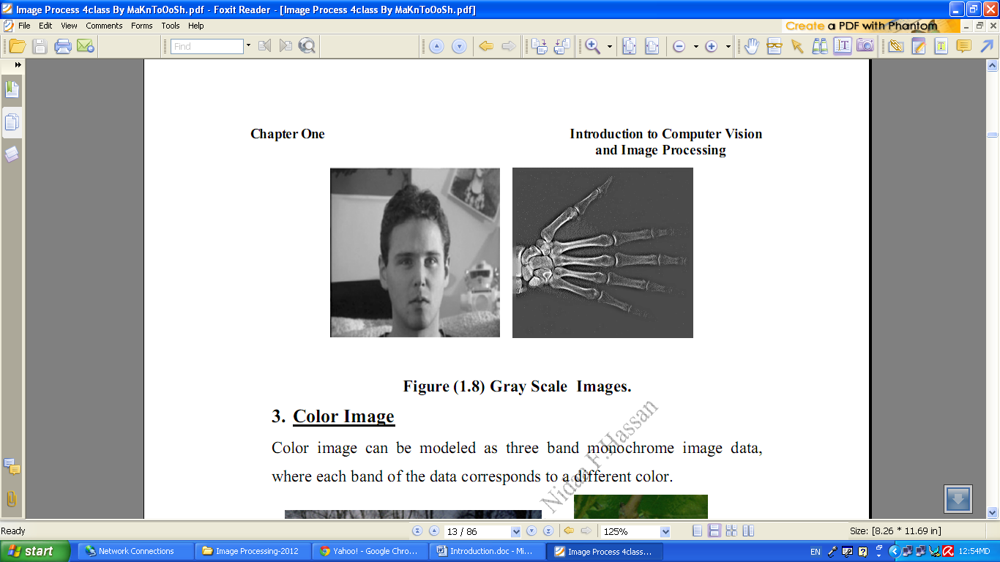 Image Process 4class By MaKnToOoSh.pdf - Foxit Reader - [Image Process 4class By MaKnToOoSh.pdf]
File Edit View Comments Forms Tools Help
Create a PDF with Phantom
Find
Chapter One
Introduction to Computer Vision
and Image Processing
Figure (1.8) Gray Scale Images.
3. Color Image
Color image can be modeled as three band monochrome image data,
where each band of the data corresponds to a different color.
Nidaa F.Hassan
Ready
13 / 86
125%
Size: [8.26 * 11.69 in]
start
Network Connections
Image Processing-2012
Yahoo! - Google Chro...
Introduction.doc - Mi...
Image Process 4class...
EN
12:54MD